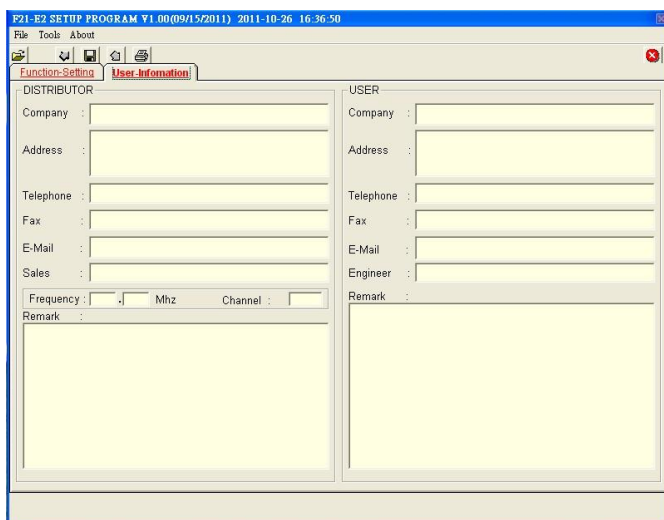 F21-E2 SETUP PROGRAM V1.00(09/15/2011) 2011-10-26 16:36:50
File Tools About
Function-Setting User-Infomation
DISTRIBUTOR
Company :
Address :
Telephone :
Fax :
E-Mail :
Sales :
Frequency : . Mhz Channel :
Remark :
USER
Company :
Address :
Telephone :
Fax :
E-Mail :
Engineer :
Remark :